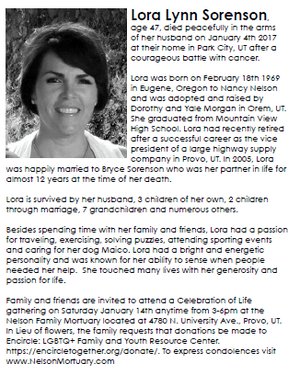 Lora Lynn Sorenson,
age 47, died peacefully in the arms
of her husband on January 4th 2017
at their home in Park City, UT after a
courageous battle with cancer.
Lora was born on February 18th 1969
in Eugene, Oregon to Nancy Nelson
and was adopted and raised by
Dorothy and Yale Morgan in Orem, UT.
She graduated from Mountain View
High School. Lora had recently retired
after a successful career as the vice
president of a large highway supply
company in Provo, UT. In 2005, Lora
was happily married to Bryce Sorenson who was her partner in life for
almost 12 years at the time of her death.
Lora is survived by her husband, 3 children of her own, 2 children
through marriage, 7 grandchildren and numerous others.
Besides spending time with her family and friends, Lora had a passion
for traveling, exercising, solving puzzles, attending sporting events
and caring for her dog Maico. Lora had a bright and energetic
personality and was known for her ability to sense when people
needed her help.  She touched many lives with her generosity and
passion for life.
Family and friends are invited to attend a Celebration of Life
gathering on Saturday January 14th anytime from 3-6pm at the
Nelson Family Mortuary located at 4780 N. University Ave., Provo, UT.
In Lieu of flowers, the family requests that donations be made to
Encircle: LGBTQ+ Family and Youth Resource Center.
https://encircletogether.org/donate/. To express condolences visit
www.NelsonMortuary.com